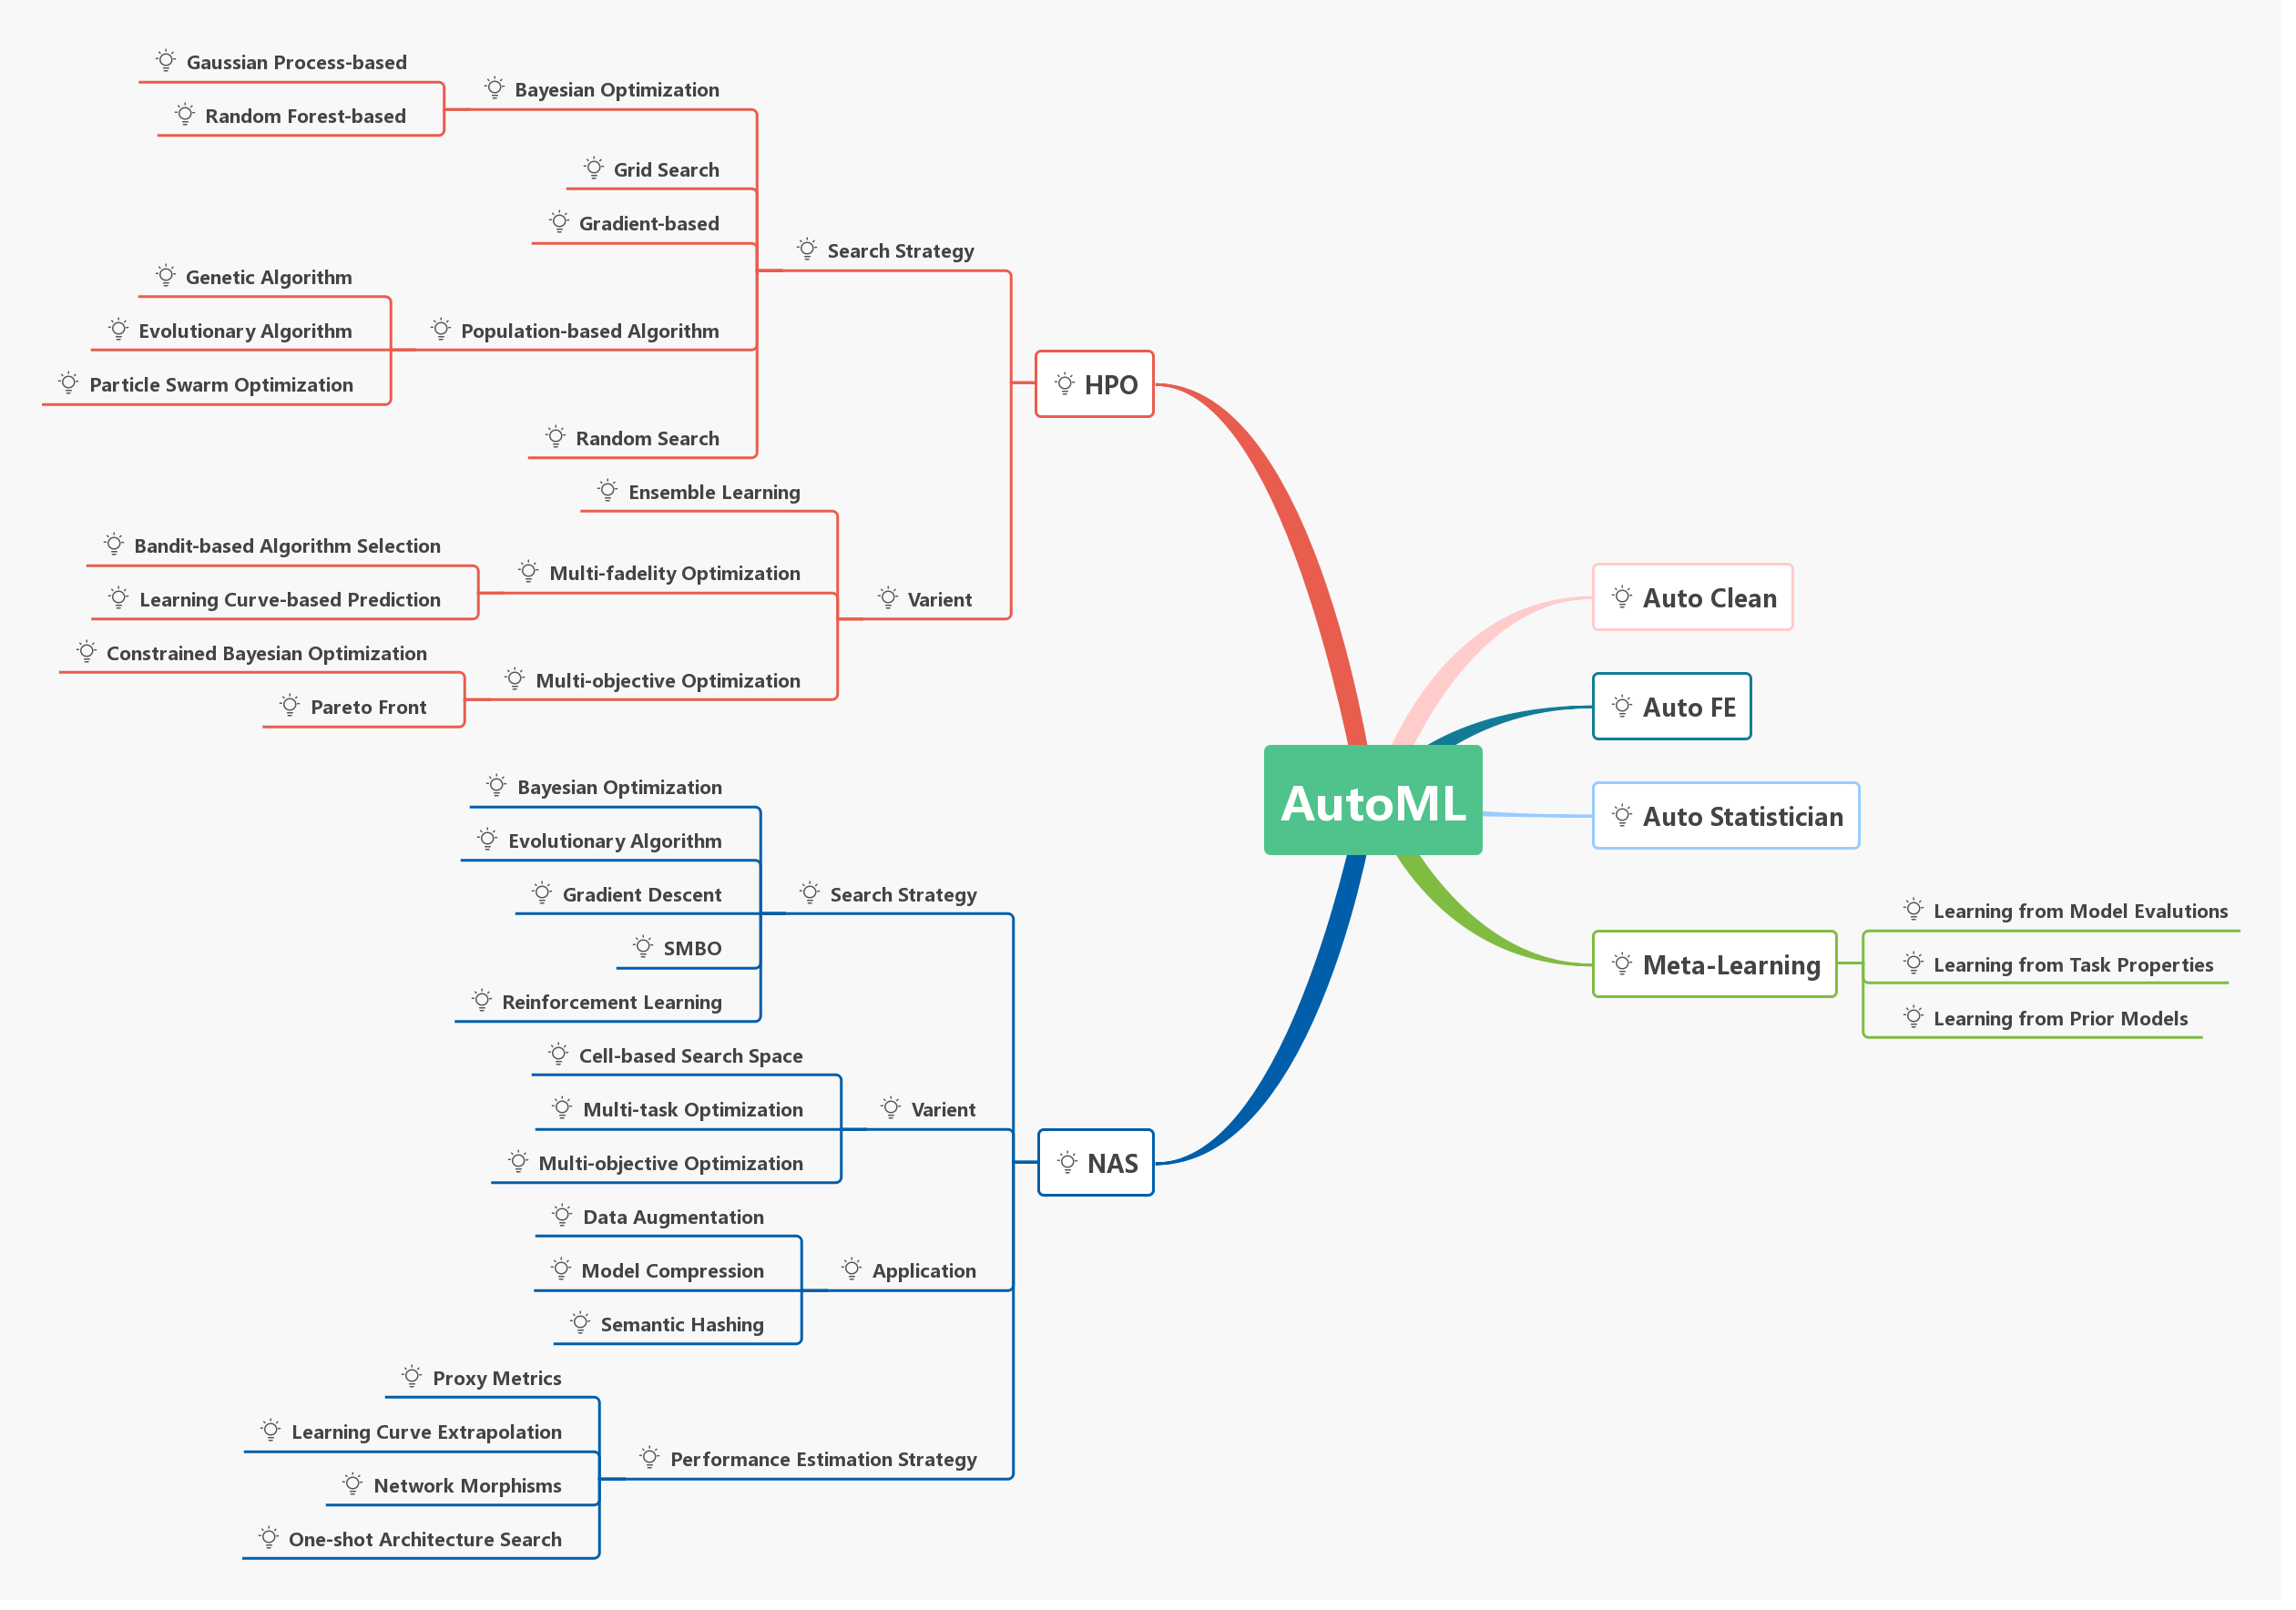 Gaussian Process-based
Random Forest-based
Bayesian Optimization
Grid Search
Gradient-based
Genetic Algorithm
Evolutionary Algorithm
Particle Swarm Optimization
Population-based Algorithm
Random Search
Search Strategy
Ensemble Learning
Bandit-based Algorithm Selection
Learning Curve-based Prediction
Multi-fadelity Optimization
Constrained Bayesian Optimization
Pareto Front
Multi-objective Optimization
Varient
HPO
Bayesian Optimization
Evolutionary Algorithm
Gradient Descent
SMBO
Reinforcement Learning
Search Strategy
Cell-based Search Space
Multi-task Optimization
Multi-objective Optimization
Varient
Data Augmentation
Model Compression
Semantic Hashing
Application
Proxy Metrics
Learning Curve Extrapolation
Network Morphisms
One-shot Architecture Search
Performance Estimation Strategy
NAS
AutoML
Auto Clean
Auto FE
Auto Statistician
Meta-Learning
Learning from Model Evalutions
Learning from Task Properties
Learning from Prior Models